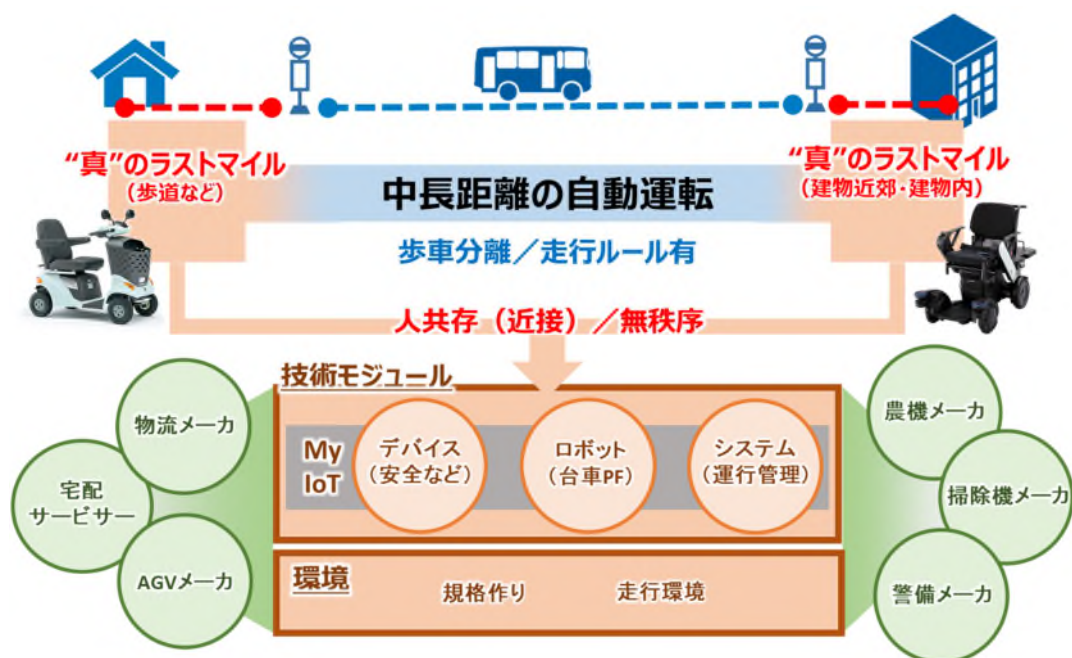 “真”のラストマイル
（歩道など）
“真”のラストマイル
（建物近郊・建物内）
中長距離の自動運転
歩車分離／走行ルール有
人共存（近接）／無秩序
技術モジュール
My
IoT
デバイス
（安全など）
ロボット
（台車PF）
システム
（運行管理）
物流メーカ
宅配
サービサー
AGVメーカ
農機メーカ
掃除機メーカ
警備メーカ
環境
規格作り
走行環境